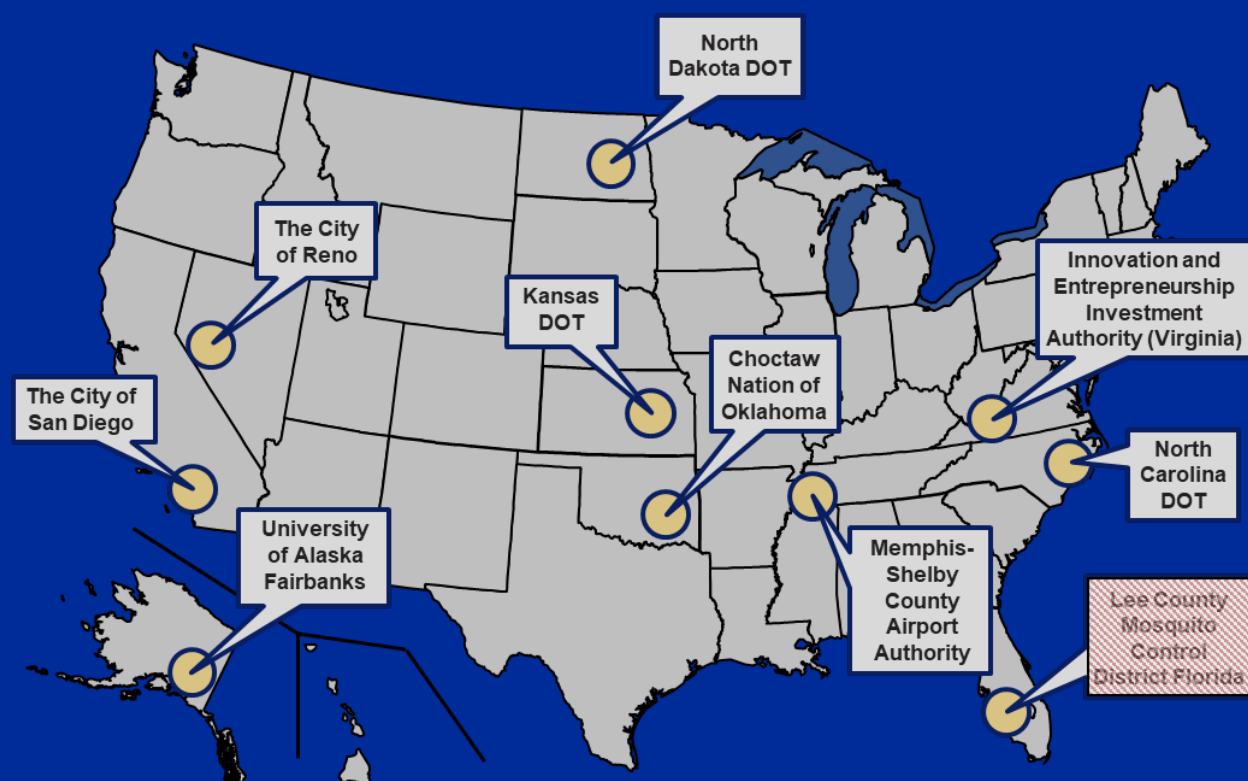 North
Dakota DOT
The City
of Reno
Innovation and
Entrepreneurship
Investment
Authority (Virginia)
Kansas
DOT
Choctaw
Nation of
Oklahoma
The City of
San Diego
North
Carolina
DOT
University
of Alaska
Fairbanks
Memphis-
Shelby
County
Airport
Authority
Lee County
Mosquito
Control
District Florida